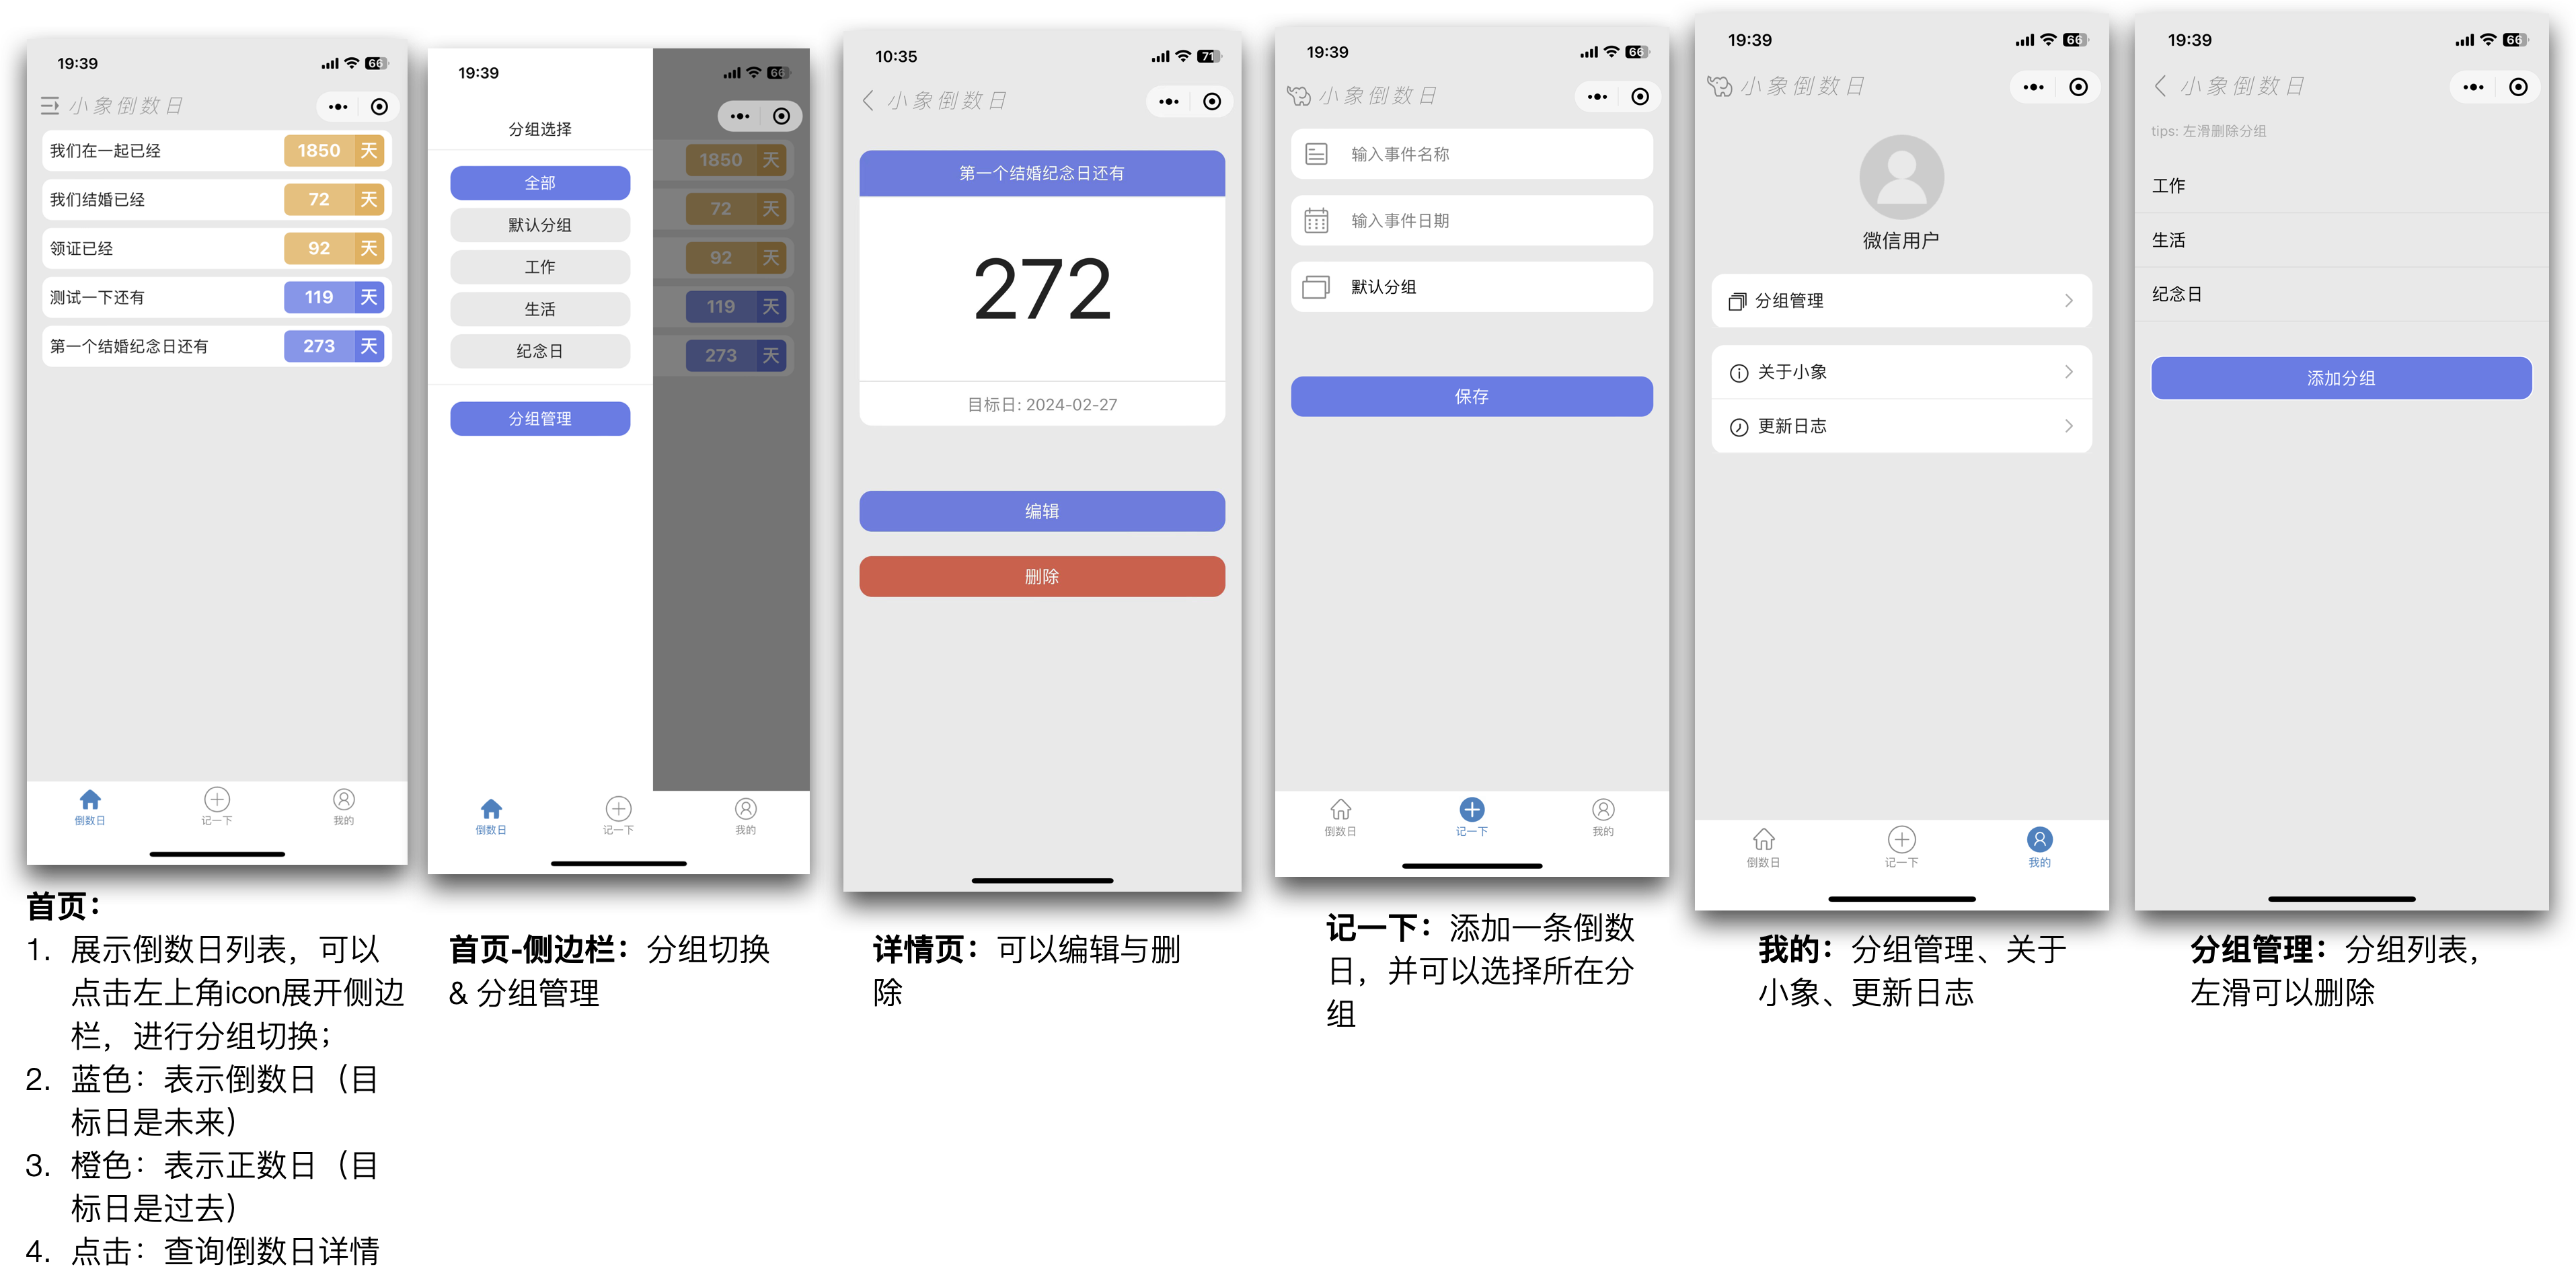 19:39
66
小象倒数日
我们在一起已经 1850 天
我们结婚已经 72 天
领证已经 92 天
测试一下还有 119 天
第一个结婚纪念日还有 273 天
倒数日 记一下 我的
首页：
1. 展示倒数日列表，可以
点击左上角icon展开侧边
栏，进行分组切换；
2. 蓝色：表示倒数日（目
标日是未来）
3. 橙色：表示正数日（目
标日是过去）
4. 点击：查询倒数日详情
19:39
66
分组选择
全部
默认分组
工作
生活
纪念日
分组管理
1850 天
72 天
92 天
119 天
273 天
倒数日 记一下 我的
首页-侧边栏：分组切换
& 分组管理
10:35
71
小象倒数日
第一个结婚纪念日还有
272
目标日: 2024-02-27
编辑
删除
详情页：可以编辑与删
除
19:39
66
小象倒数日
输入事件名称
输入事件日期
默认分组
保存
倒数日 记一下 我的
记一下：添加一条倒数
日，并可以选择所在分
组
19:39
66
小象倒数日
微信用户
分组管理
关于小象
更新日志
倒数日 记一下 我的
我的：分组管理、关于
小象、更新日志
19:39
66
小象倒数日
tips: 左滑删除分组
工作
生活
纪念日
添加分组
分组管理：分组列表，
左滑可以删除